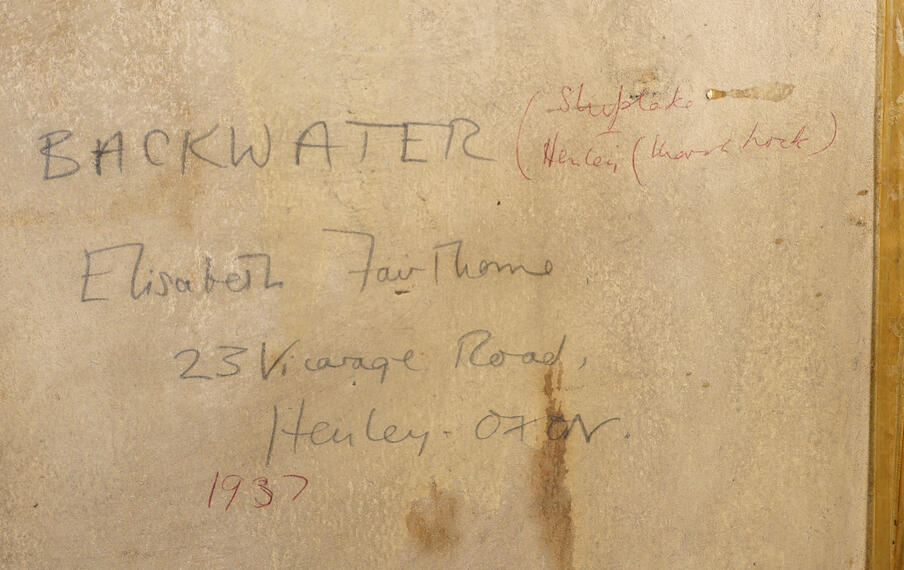 BACKWATER (Shiplake
Henley (Marsh Lock)
Elisabeth Fairthorne
23 Vicarage Road,
Henley - OXON.
1937